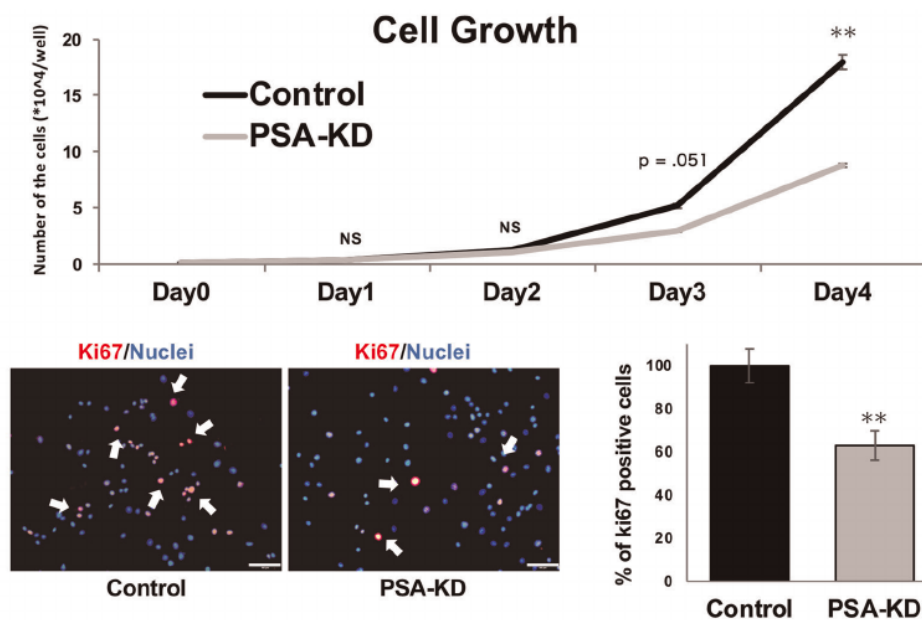 Cell Growth
Number of the cells (*10^4/well)
20
15
10
5
0
Control
PSA-KD
NS
NS
p = .051
**
Day0 Day1 Day2 Day3 Day4
Ki67/Nuclei
Ki67/Nuclei
Control
PSA-KD
% of ki67 positive cells
100
80
60
40
20
0
**
Control PSA-KD